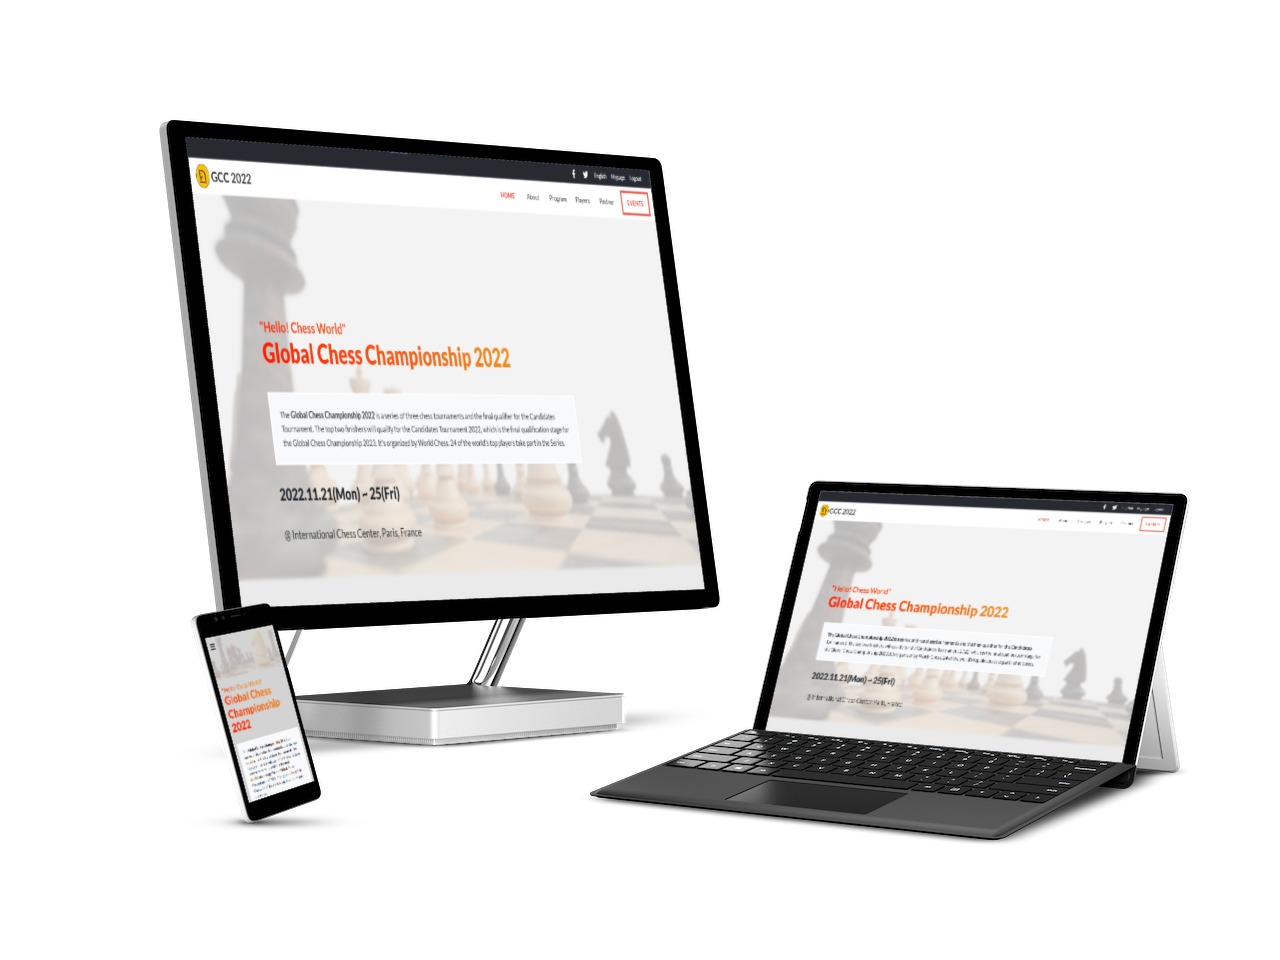 English Mypage Logout
GCC 2022
HOME About Program Players Partner EVENTS
"Hello! Chess World"
Global Chess Championship 2022
The Global Chess Championship 2022 is a series of three chess tournaments and the final qualifier for the Candidates
Tournament. The top two finishers will qualify for the Candidates Tournament 2022, which is the final qualification stage for
the Global Chess Championship 2023. It's organized by World Chess. 24 of the world's top players take part in the Series.
2022.11.21(Mon) ~ 25(Fri)
@ International Chess Center, Paris, France
"Hello! Chess World"
Global Chess
Championship
2022
GCC 2022
HOME
"Hello! Chess World"
Global Chess Championship 2022
2022.11.21(Mon) ~ 25(Fri)
@ International Chess Center, Paris, France